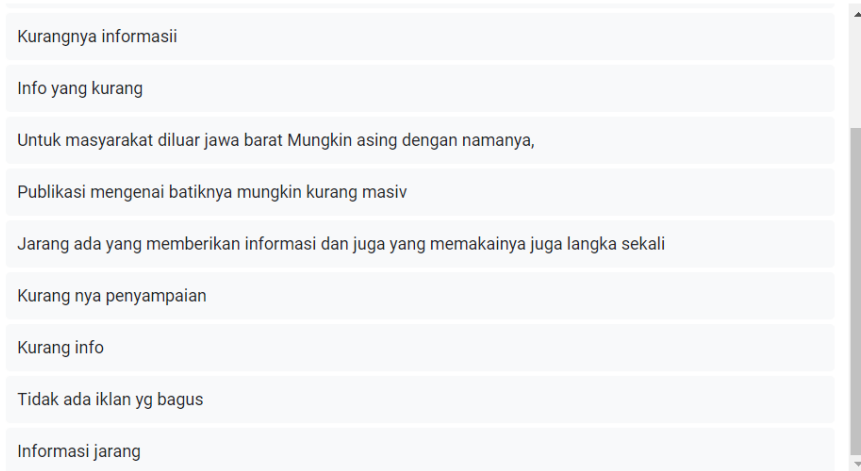 Kurangnya informasii
Info yang kurang
Untuk masyarakat diluar jawa barat Mungkin asing dengan namanya,
Publikasi mengenai batiknya mungkin kurang masiv
Jarang ada yang memberikan informasi dan juga yang memakainya juga langka sekali
Kurang nya penyampaian
Kurang info
Tidak ada iklan yg bagus
Informasi jarang